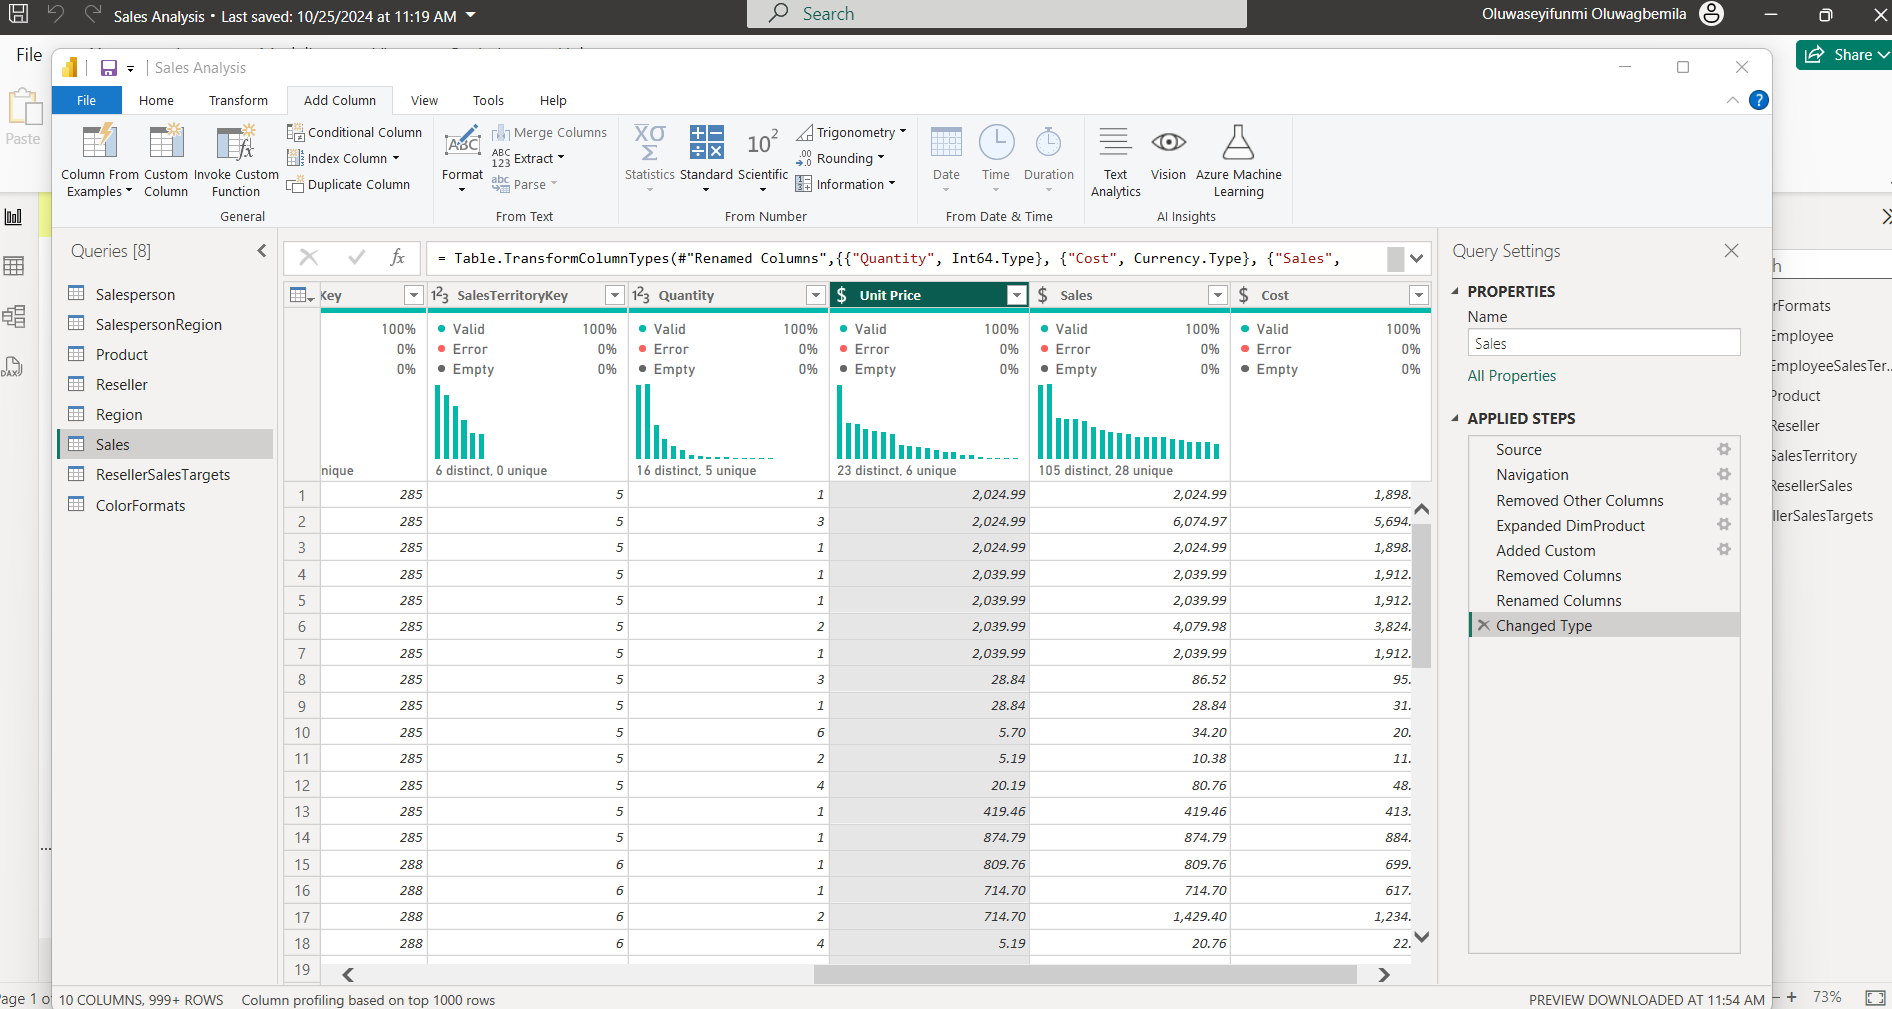 Sales Analysis • Last saved: 10/25/2024 at 11:19 AM
Search
Oluwaseyifunmi Oluwagbemila
File
Share
Paste
Sales Analysis
File Home Transform Add Column View Tools Help
Column From Examples
Custom Column
Invoke Custom Function
Conditional Column
Index Column
Duplicate Column
General
Format
Merge Columns
Extract
Parse
From Text
Statistics
Standard
Scientific
Trigonometry
Rounding
Information
From Number
Date
Time
Duration
From Date & Time
Text Analytics
Vision
Azure Machine Learning
AI Insights
Queries [8]
Salesperson
SalespersonRegion
Product
Reseller
Region
Sales
ResellerSalesTargets
ColorFormats
= Table.TransformColumnTypes(#"Renamed Columns",{{"Quantity", Int64.Type}, {"Cost", Currency.Type}, {"Sales",
Key 1²3 SalesTerritoryKey 1²3 Quantity $ Unit Price $ Sales $ Cost
100% Valid 100% Valid 100% Valid 100% Valid 100% Valid 100%
0% Error 0% Error 0% Error 0% Error 0% Error 0%
0% Empty 0% Empty 0% Empty 0% Empty 0% Empty 0%
nique 6 distinct, 0 unique 16 distinct, 5 unique 23 distinct, 6 unique 105 distinct, 28 unique
1 285 5 1 2,024.99 2,024.99 1,898.
2 285 5 3 2,024.99 6,074.97 5,694.
3 285 5 1 2,024.99 2,024.99 1,898.
4 285 5 1 2,039.99 2,039.99 1,912.
5 285 5 1 2,039.99 2,039.99 1,912.
6 285 5 2 2,039.99 4,079.98 3,824.
7 285 5 1 2,039.99 2,039.99 1,912.
8 285 5 3 28.84 86.52 95.
9 285 5 1 28.84 28.84 31.
10 285 5 6 5.70 34.20 20.
11 285 5 2 5.19 10.38 11.
12 285 5 4 20.19 80.76 48.
13 285 5 1 419.46 419.46 413.
14 285 5 1 874.79 874.79 884.
15 288 6 1 809.76 809.76 699.
16 288 6 1 714.70 714.70 617.
17 288 6 2 714.70 1,429.40 1,234.
18 288 6 4 5.19 20.76 22.
19
Query Settings
PROPERTIES
Name
Sales
All Properties
APPLIED STEPS
Source
Navigation
Removed Other Columns
Expanded DimProduct
Added Custom
Removed Columns
Renamed Columns
Changed Type
h
rFormats
Employee
EmployeeSalesTer...
Product
Reseller
SalesTerritory
ResellerSales
llerSalesTargets
Page 1 o
10 COLUMNS, 999+ ROWS Column profiling based on top 1000 rows
PREVIEW DOWNLOADED AT 11:54 AM
73%